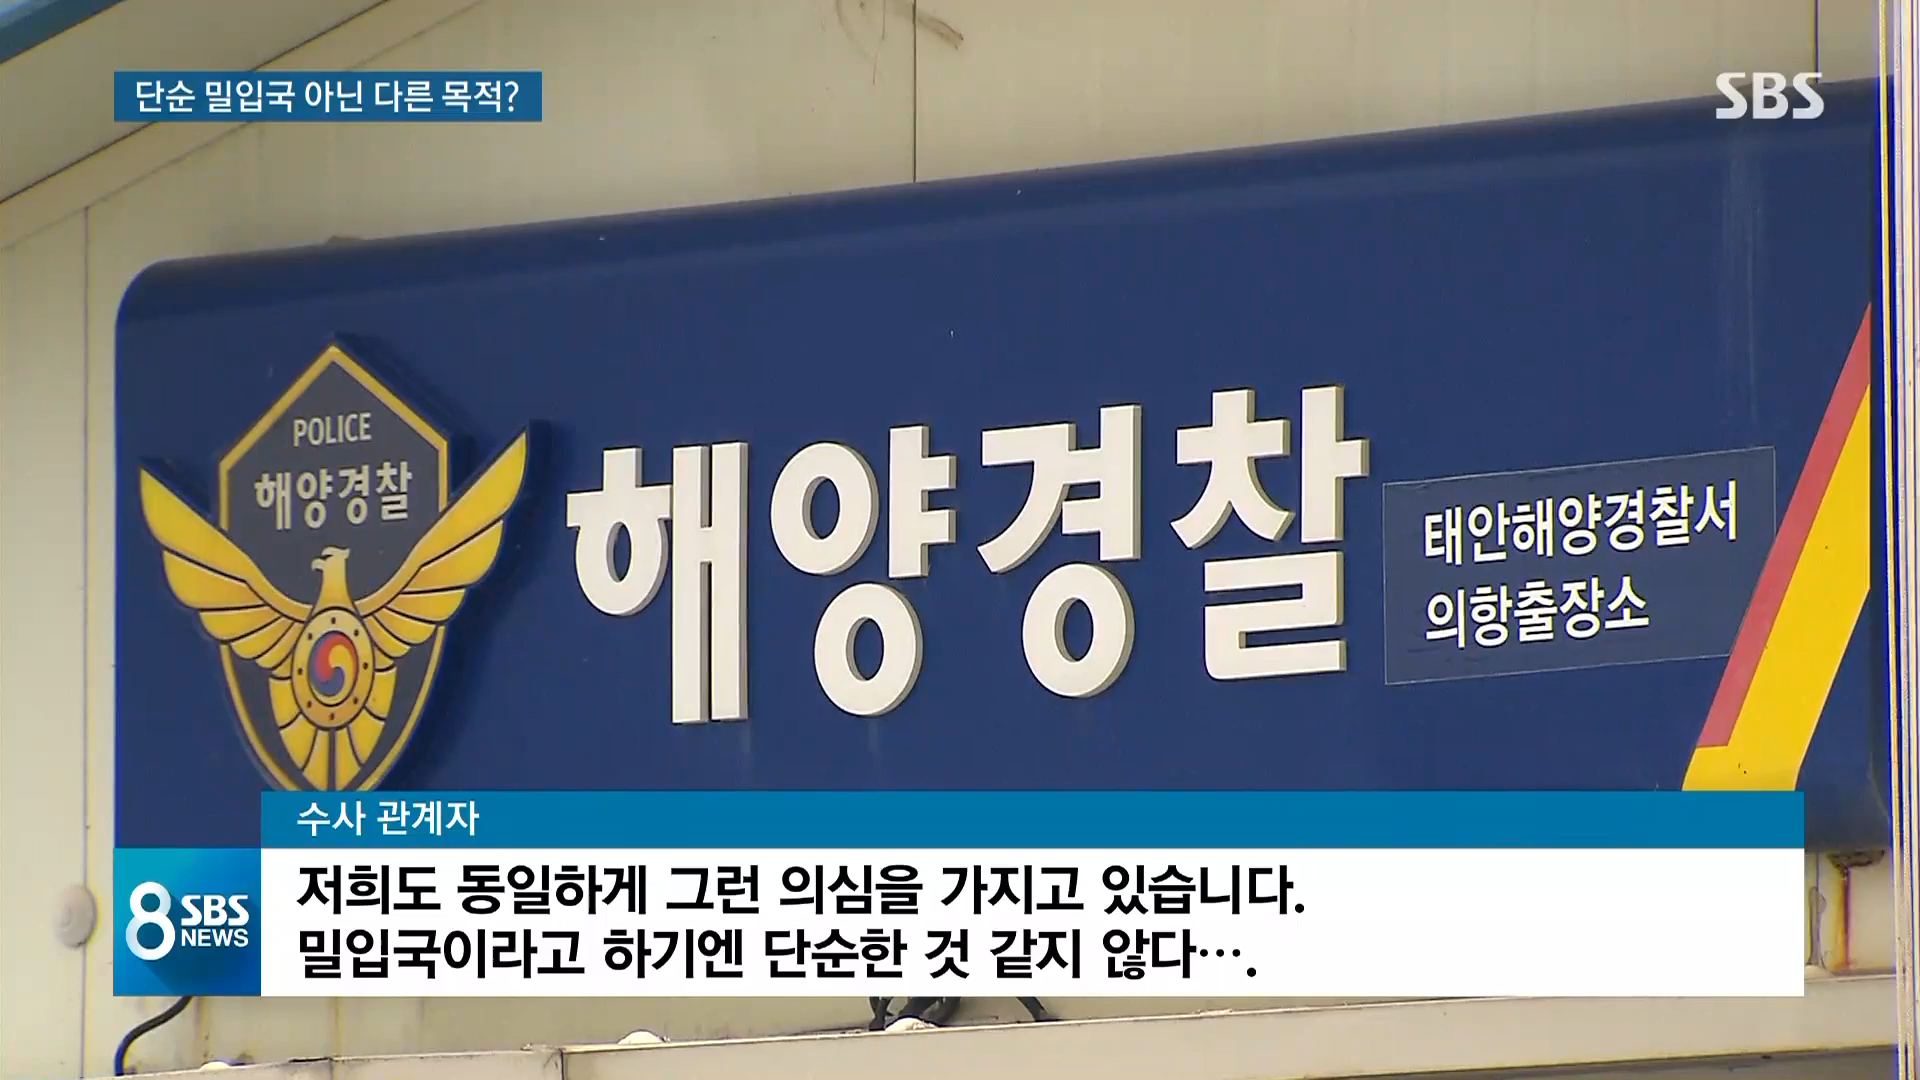 단순 밀입국 아닌 다른 목적?
SBS
POLICE
해양경찰
해양경찰
태안해양경찰서
의항출장소
수사 관계자
8 SBS NEWS
저희도 동일하게 그런 의심을 가지고 있습니다.
밀입국이라고 하기엔 단순한 것 같지 않다….